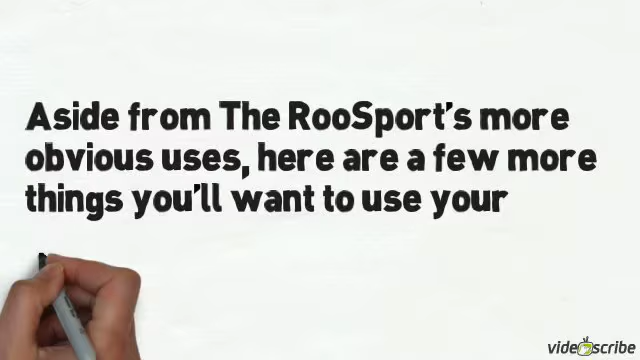 Aside from The RooSport's more
obvious uses, here are a few more
things you'll want to use your
videoscribe